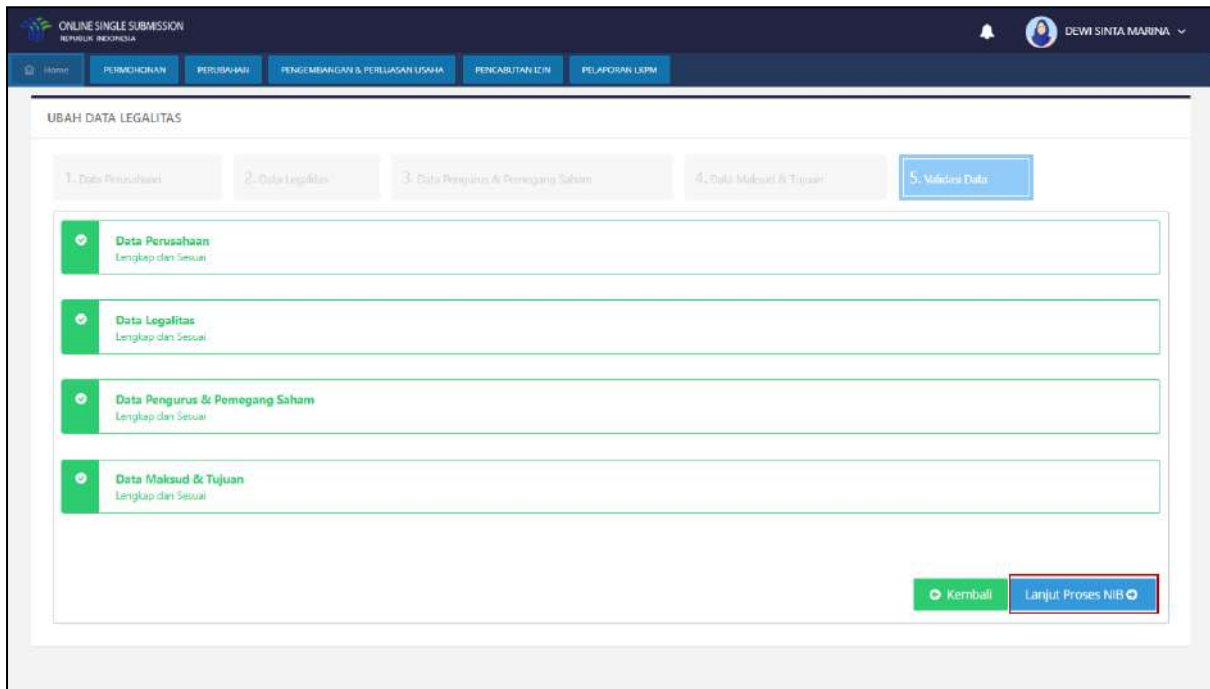 ONLINE SINGLE SUBMISSION
REPUBLIK INDONESIA
DEWI SINTA MARINA
Home PERMOHONAN PERUBAHAN PENGEMBANGAN & PERLUASAN USAHA PENCABUTAN IZIN PELAPORAN LKPM
UBAH DATA LEGALITAS
1. Data Perusahaan 2. Data Legalitas 3. Data Pengurus & Pemegang Saham 4. Data Maksud & Tujuan 5. Validasi Data
Data Perusahaan
Lengkap dan Sesuai
Data Legalitas
Lengkap dan Sesuai
Data Pengurus & Pemegang Saham
Lengkap dan Sesuai
Data Maksud & Tujuan
Lengkap dan Sesuai
Kembali Lanjut Proses NIB